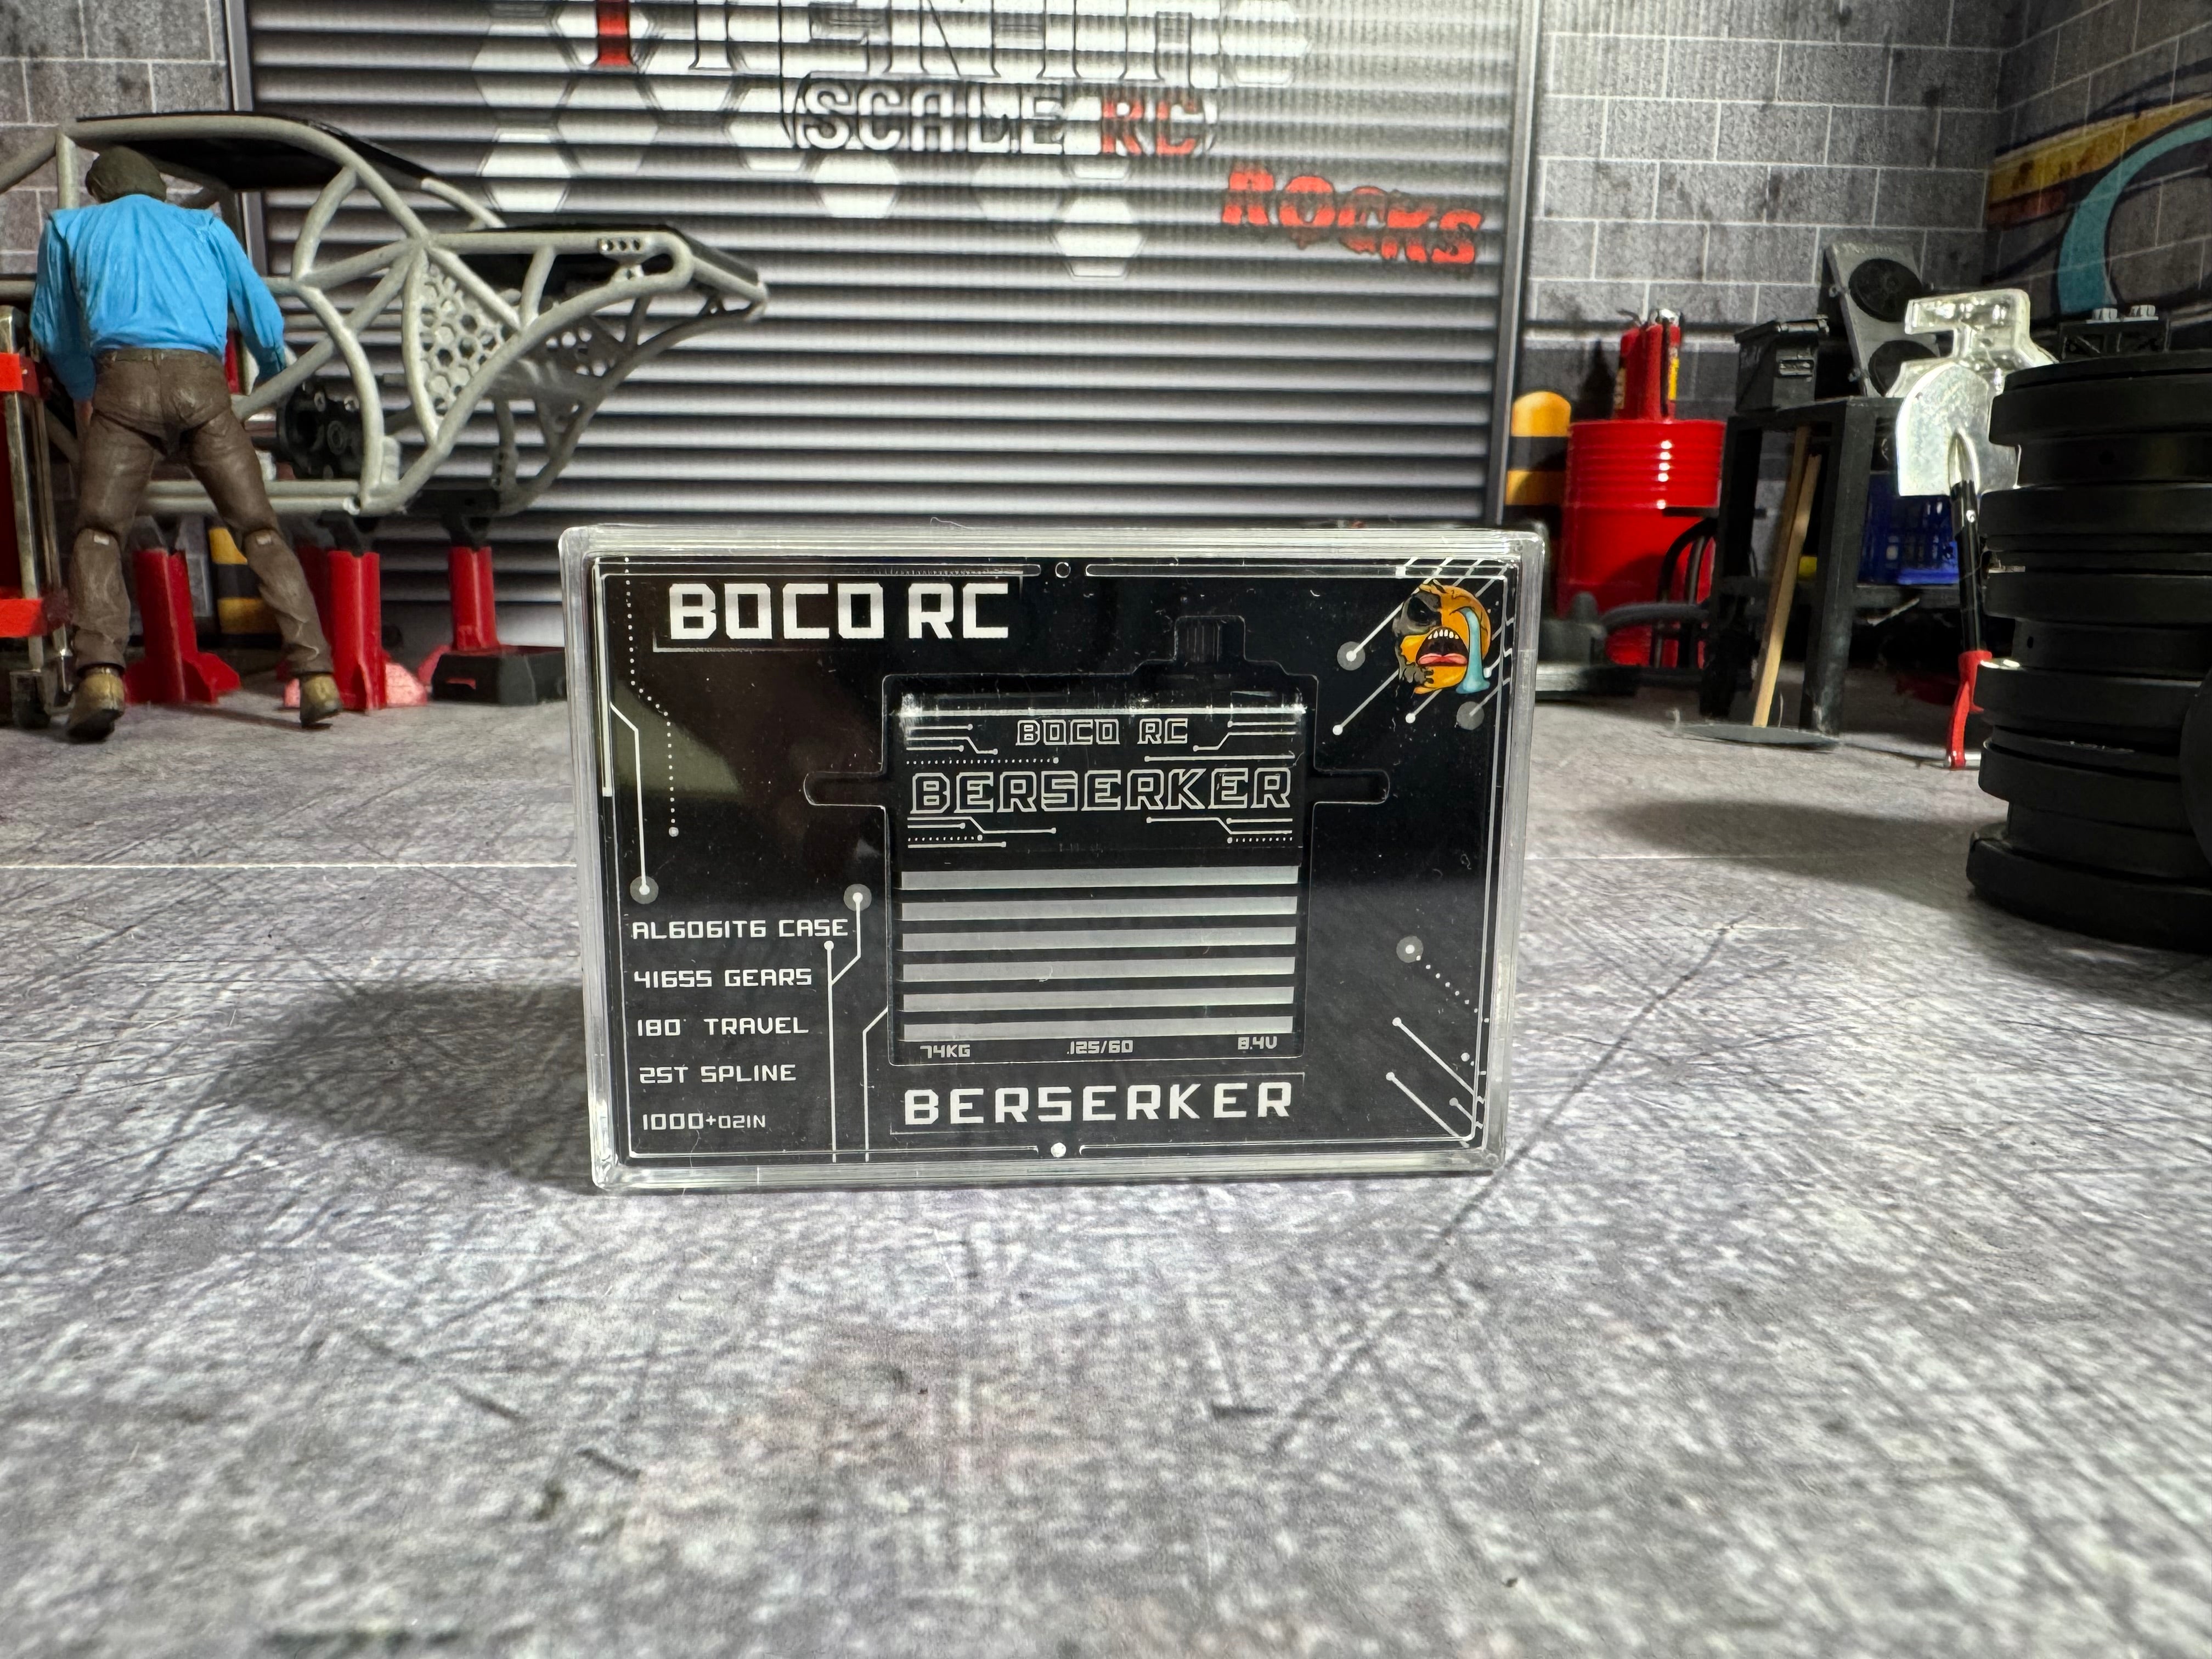 SCALE RC
ROCKS
BOCO RC
BOCO RC
BERSERKER
AL6061T6 CASE
41655 GEARS
180° TRAVEL
25T SPLINE
1000+OZIN
74KG .125/60 8.4V
BERSERKER